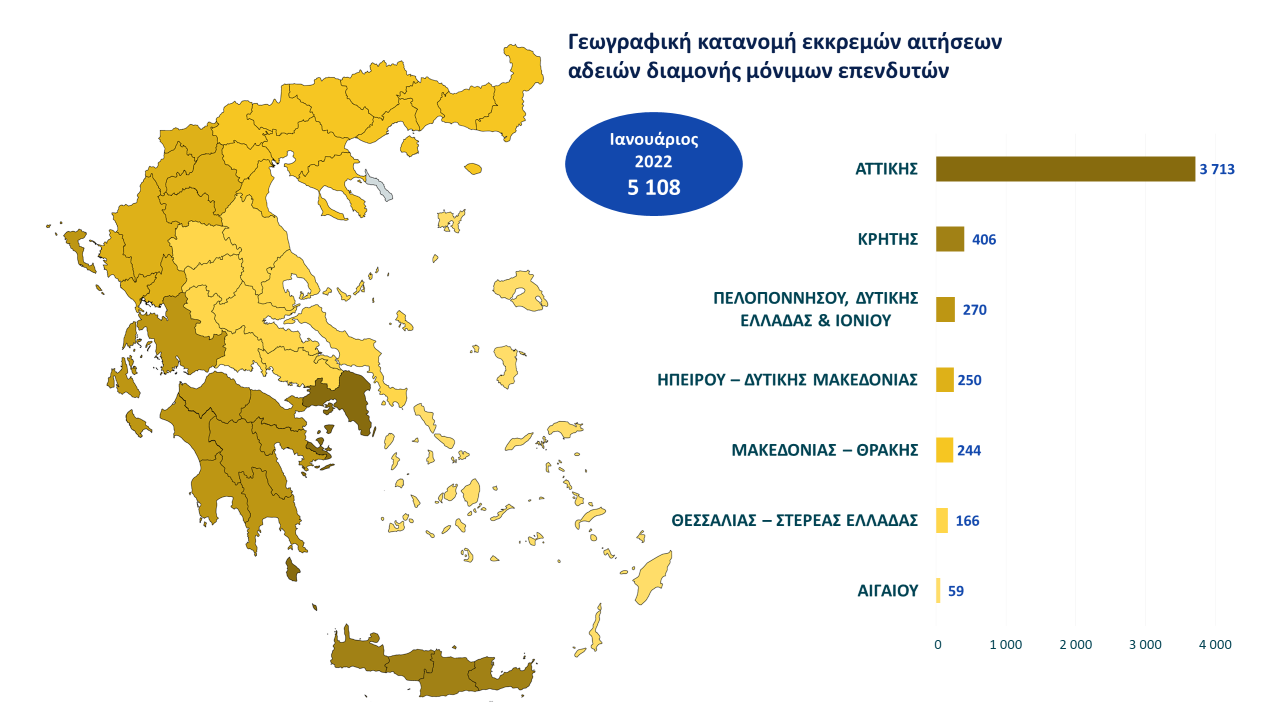 Γεωγραφική κατανομή εκκρεμών αιτήσεων
αδειών διαμονής μόνιμων επενδυτών
Ιανουάριος
2022
5 108
ΑΤΤΙΚΗΣ
3 713
ΚΡΗΤΗΣ
406
ΠΕΛΟΠΟΝΝΗΣΟΥ, ΔΥΤΙΚΗΣ
ΕΛΛΑΔΑΣ & ΙΟΝΙΟΥ
270
ΗΠΕΙΡΟΥ – ΔΥΤΙΚΗΣ ΜΑΚΕΔΟΝΙΑΣ
250
ΜΑΚΕΔΟΝΙΑΣ – ΘΡΑΚΗΣ
244
ΘΕΣΣΑΛΙΑΣ – ΣΤΕΡΕΑΣ ΕΛΛΑΔΑΣ
166
ΑΙΓΑΙΟΥ
59
0 1 000 2 000 3 000 4 000